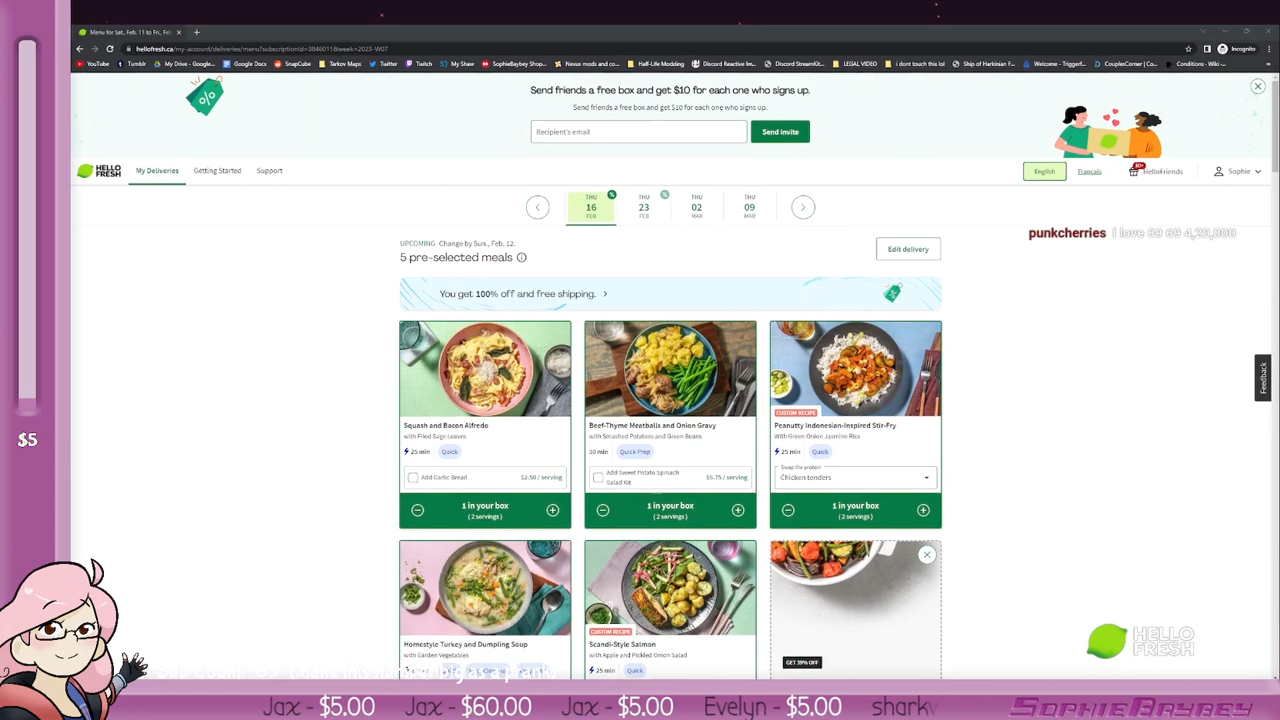 Menu for Sat, Feb. 11 to Fri, Feb
Incognito
hellofresh.ca/my-account/deliveries/menu?subscriptionId=3846011&week=2023-W07
YouTube Tumblr My Drive - Google... Google Docs SnapCube Tarkov Maps Twitter Twitch My Shaw SophieBaybey Shop... Nexus mods and co... Half-Life Modding Discord Reactive Im... Discord StreamKit... LEGAL VIDEO i dont touch this lol Ship of Harkinian F... Welcome - TriggerF... CouplesCorner | Co... Conditions - Wiki -...
Send friends a free box and get $10 for each one who signs up.
Send friends a free box and get $10 for each one who signs up.
Recipient's email
Send invite
HELLO FRESH
My Deliveries
Getting Started
Support
English
Français
HelloFriends
Sophie
THU 16 FEB
THU 23 FEB
THU 02 MAR
THU 09 MAR
punkcherries I love 69 69 4,20,000
UPCOMING Change by Sun., Feb. 12.
5 pre-selected meals
Edit delivery
You get 100% off and free shipping.
Feedback
Squash and Bacon Alfredo
with Fried Sage Leaves
25 min Quick
Add Garlic Bread $2.50 / serving
1 in your box
(2 servings)
Beef-Thyme Meatballs and Onion Gravy
with Smashed Potatoes and Green Beans
30 min Quick Prep
Add Sweet Potato Spinach Salad Kit $5.75 / serving
1 in your box
(2 servings)
CUSTOM RECIPE
Peanutty Indonesian-Inspired Stir-Fry
With Green Onion Jasmine Rice
25 min Quick
Swap the protein
Chicken tenders
1 in your box
(2 servings)
$5
Homestyle Turkey and Dumpling Soup
with Garden Vegetables
CUSTOM RECIPE
Scandi-Style Salmon
with Apple and Pickled Onion Salad
25 min Quick
GET 39% OFF
HELLO
FRESH
Jax - $5.00 Jax - $60.00 Jax - $5.00 Evelyn - $5.00 shark
SOPHIEBAYBEY